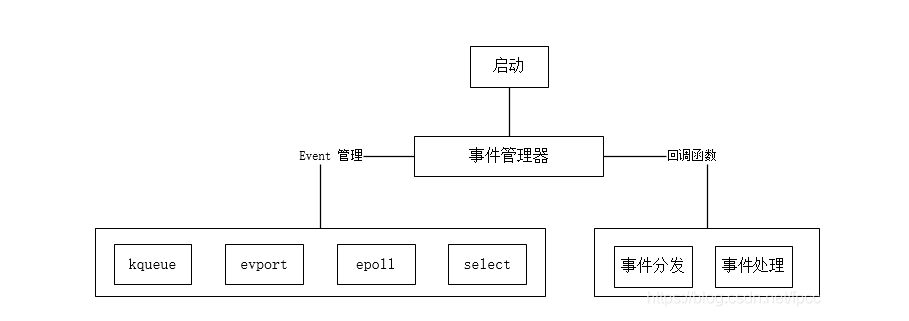 启动
Event 管理
事件管理器
回调函数
kqueue
evport
epoll
select
事件分发
事件处理